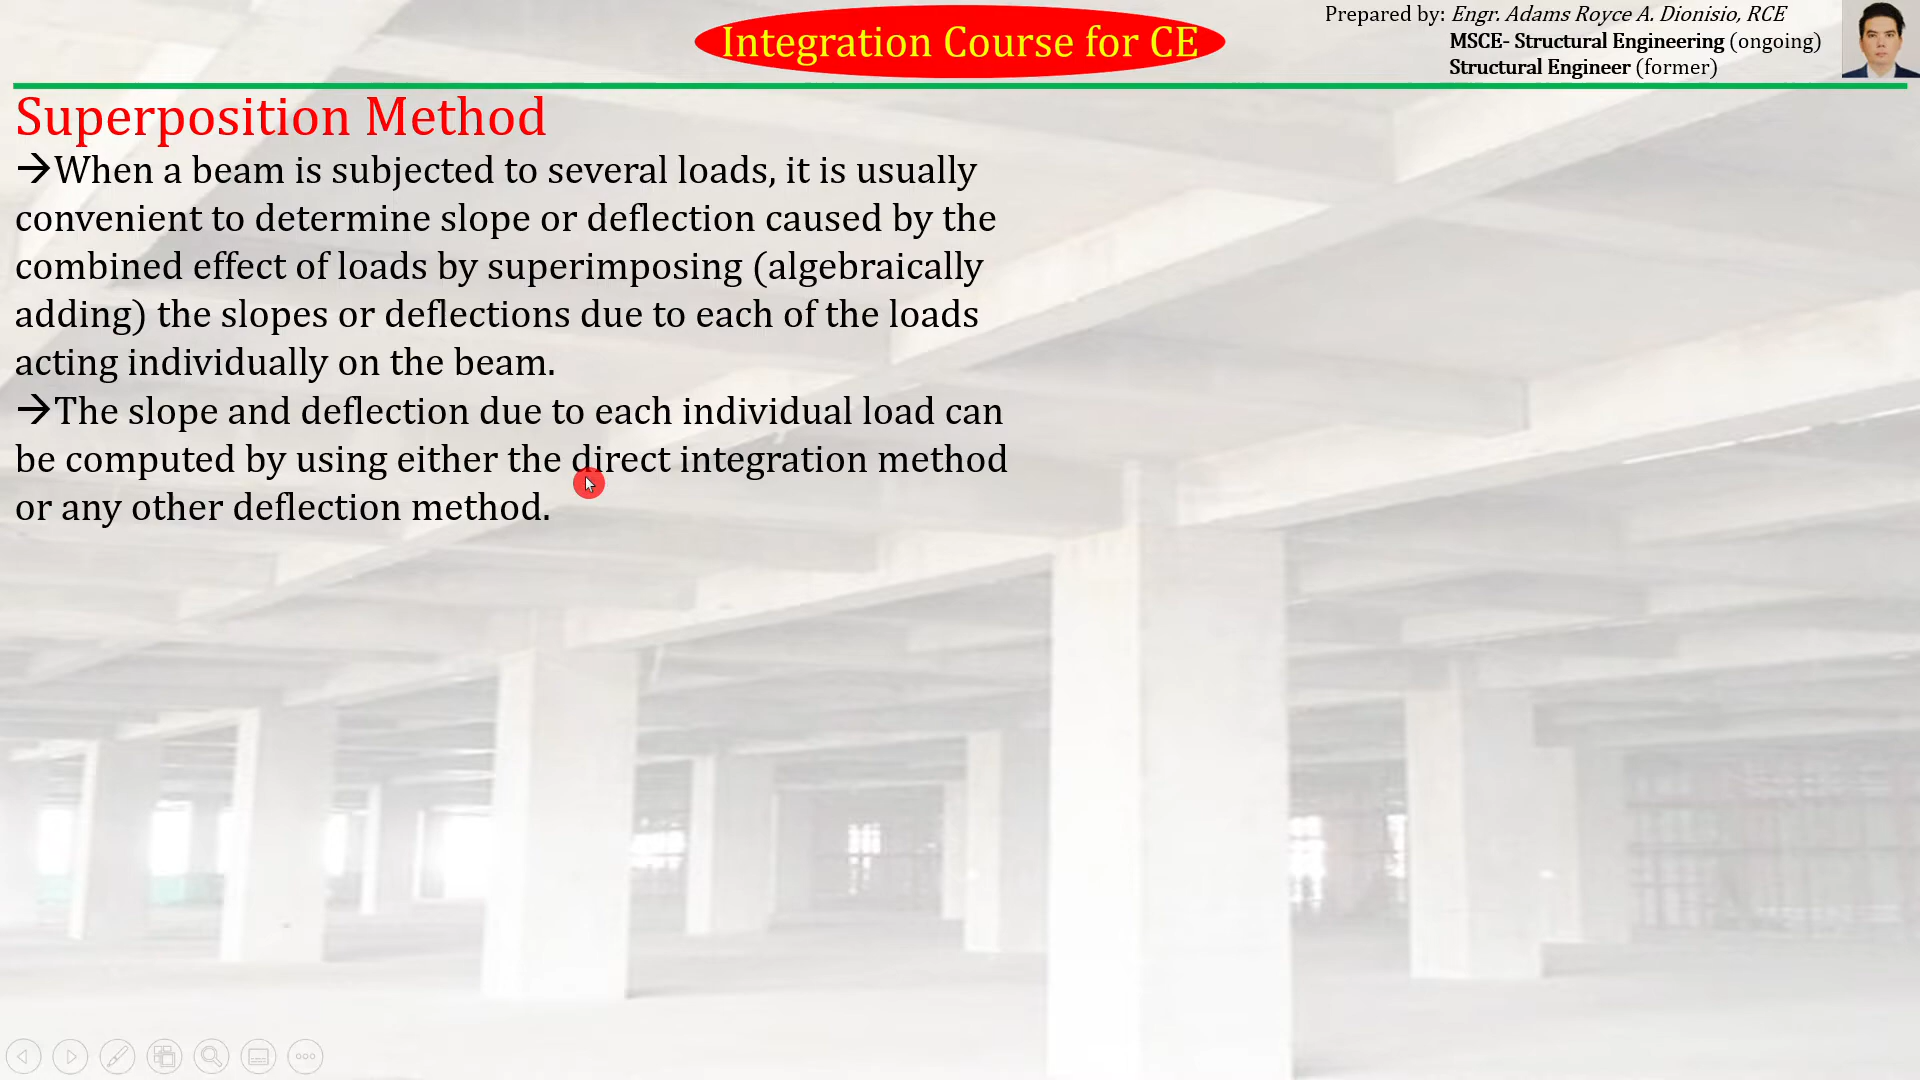 Integration Course for CE
Prepared by: Engr. Adams Royce A. Dionisio, RCE
MSCE- Structural Engineering (ongoing)
Structural Engineer (former)
Superposition Method
→When a beam is subjected to several loads, it is usually
convenient to determine slope or deflection caused by the
combined effect of loads by superimposing (algebraically
adding) the slopes or deflections due to each of the loads
acting individually on the beam.
→The slope and deflection due to each individual load can
be computed by using either the direct integration method
or any other deflection method.